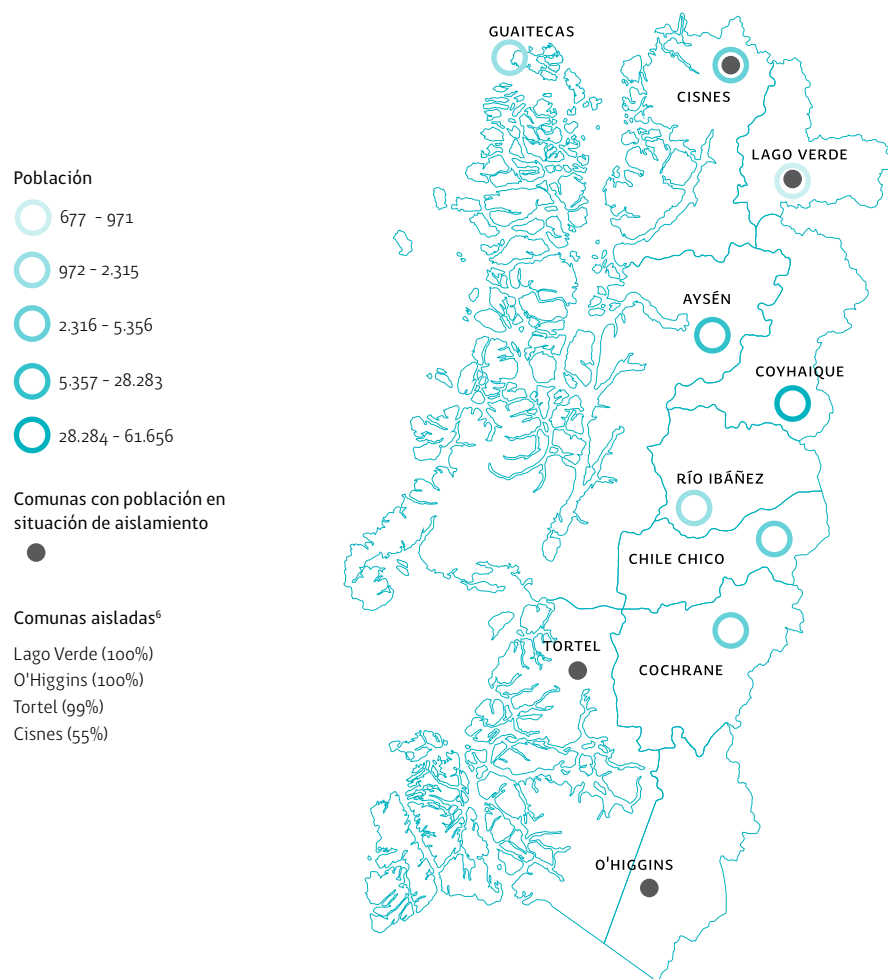 Población
677 - 971
972 - 2.315
2.316 - 5.356
5.357 - 28.283
28.284 - 61.656
Comunas con población en
situación de aislamiento
Comunas aisladas⁶
Lago Verde (100%)
O'Higgins (100%)
Tortel (99%)
Cisnes (55%)
GUAITECAS
CISNES
LAGO VERDE
AYSÉN
COYHAIQUE
RÍO IBÁÑEZ
CHILE CHICO
TORTEL
COCHRANE
O'HIGGINS